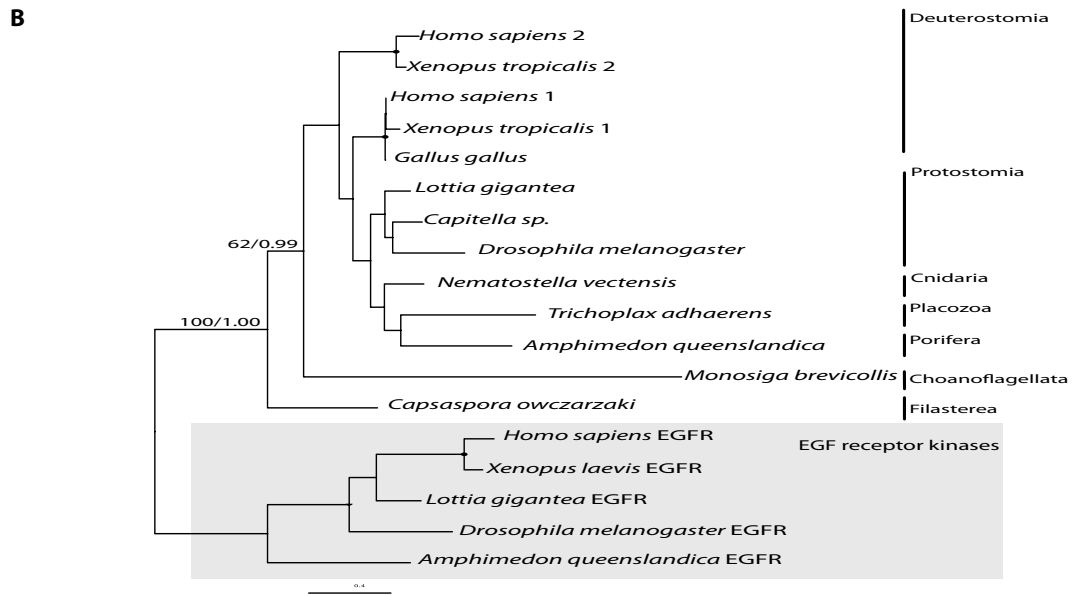 B
Deuterostomia
Homo sapiens 2
Xenopus tropicalis 2
Homo sapiens 1
Xenopus tropicalis 1
Gallus gallus
Protostomia
Lottia gigantea
Capitella sp.
62/0.99
Drosophila melanogaster
Cnidaria
Nematostella vectensis
Placozoa
Trichoplax adhaerens
100/1.00
Porifera
Amphimedon queenslandica
Monosiga brevicollis
Choanoflagellata
Capsaspora owczarzaki
Filasterea
Homo sapiens EGFR
EGF receptor kinases
Xenopus laevis EGFR
Lottia gigantea EGFR
Drosophila melanogaster EGFR
Amphimedon queenslandica EGFR
0.4